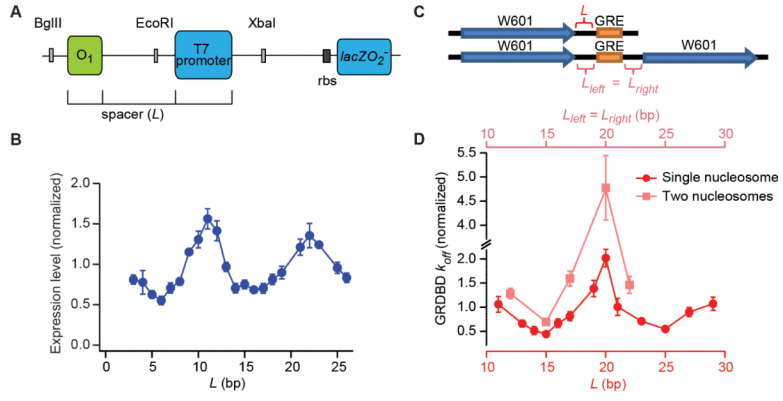 A
BglII
EcoRI
XbaI
O1
T7
promoter
rbs
lacZO2−
spacer (L)
B
Expression level (normalized)
2.0
1.5
1.0
0.5
0.0
0
5
10
15
20
25
L (bp)
C
W601
L
GRE
W601
GRE
W601
Lleft = Lright
D
Lleft = Lright (bp)
10
15
20
25
30
GRDBD koff (normalized)
5.5
5.0
4.5
4.0
2.0
1.5
1.0
0.5
Single nucleosome
Two nucleosomes
10
15
20
25
30
L (bp)